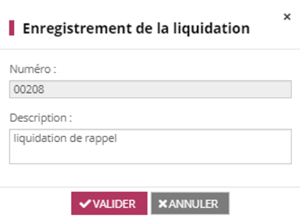 Enregistrement de la liquidation
Numéro :
00208
Description :
liquidation de rappel
VALIDER
ANNULER